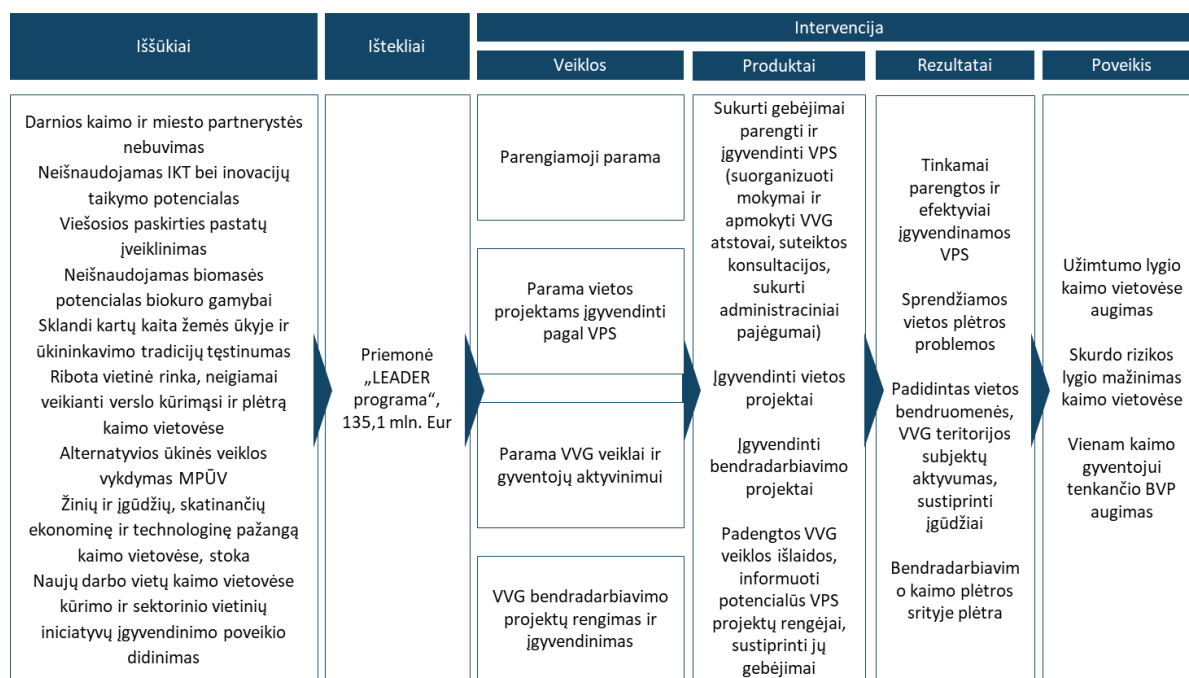 Iššūkiai
Ištekliai
Intervencija
Veiklos
Produktai
Rezultatai
Poveikis
Darnios kaimo ir miesto partnerystės
nebuvimas
Neišnaudojamas IKT bei inovacijų
taikymo potencialas
Viešosios paskirties pastatų
įveiklinimas
Neišnaudojamas biomasės
potencialas biokuro gamybai
Sklandi kartų kaita žemės ūkyje ir
ūkininkavimo tradicijų tęstinumas
Ribota vietinė rinka, neigiamai
veikianti verslo kūrimąsi ir plėtrą
kaimo vietovėse
Alternatyvios ūkinės veiklos
vykdymas MPŪV
Žinių ir įgūdžių, skatinančių
ekonominę ir technologinę pažangą
kaimo vietovėse, stoka
Naujų darbo vietų kaimo vietovėse
kūrimo ir sektorinio vietinių
iniciatyvų įgyvendinimo poveikio
didinimas
Priemonė
„LEADER
programa“,
135,1 mln. Eur
Parengiamoji parama
Parama vietos
projektams įgyvendinti
pagal VPS
Parama VVG veiklai ir
gyventojų aktyvinimui
VVG bendradarbiavimo
projektų rengimas ir
įgyvendinimas
Sukurti gebėjimai
parengti ir
įgyvendinti VPS
(suorganizuoti
mokymai ir
apmokyti VVG
atstovai, suteiktos
konsultacijos,
sukurti
administraciniai
pajėgumai)
Įgyvendinti vietos
projektai
Įgyvendinti
bendradarbiavimo
projektai
Padengtos VVG
veiklos išlaidos,
informuoti
potencialūs VPS
projektų rengėjai,
sustiprinti jų
gebėjimai
Tinkamai
parengtos ir
efektyviai
įgyvendinamos
VPS
Sprendžiamos
vietos plėtros
problemos
Padidintas vietos
bendruomenės,
VVG teritorijos
subjektų
aktyvumas,
sustiprinti
įgūdžiai
Bendradarbiavim
o kaimo plėtros
srityje plėtra
Užimtumo lygio
kaimo vietovėse
augimas
Skurdo rizikos
lygio mažinimas
kaimo vietovėse
Vienam kaimo
gyventojui
tenkančio BVP
augimas